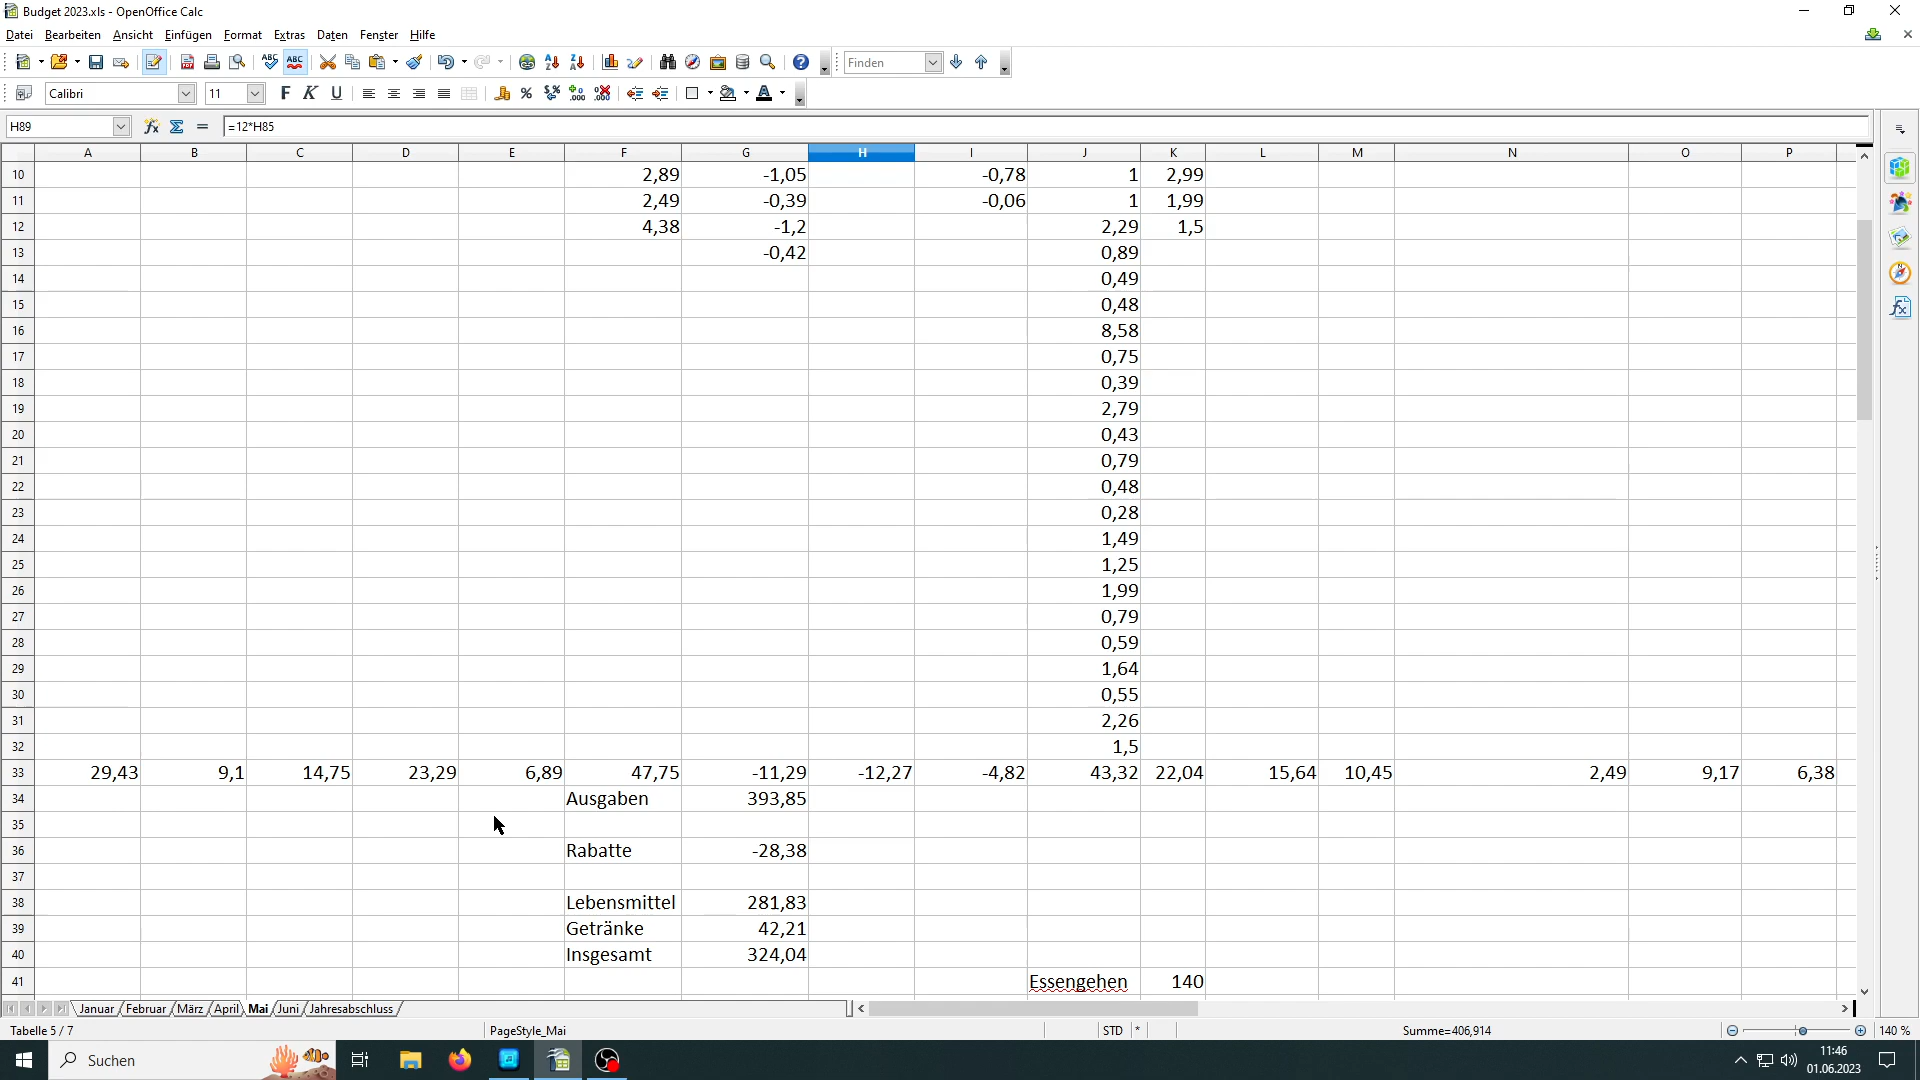 Budget 2023.xls - OpenOffice Calc
Datei Bearbeiten Ansicht Einfügen Format Extras Daten Fenster Hilfe
Finden
Calibri 11
H89 =12*H85
A B C D E F G H I J K L M N O P
10 2,89 -1,05 -0,78 1 2,99
11 2,49 -0,39 -0,06 1 1,99
12 4,38 -1,2 2,29 1,5
13 -0,42 0,89
14 0,49
15 0,48
16 8,58
17 0,75
18 0,39
19 2,79
20 0,43
21 0,79
22 0,48
23 0,28
24 1,49
25 1,25
26 1,99
27 0,79
28 0,59
29 1,64
30 0,55
31 2,26
32 1,5
33 29,43 9,1 14,75 23,29 6,89 47,75 -11,29 -12,27 -4,82 43,32 22,04 15,64 10,45 2,49 9,17 6,38
34 Ausgaben 393,85
35
36 Rabatte -28,38
37
38 Lebensmittel 281,83
39 Getränke 42,21
40 Insgesamt 324,04
41 Essengehen 140
Januar Februar März April Mai Juni Jahresabschluss
Tabelle 5 / 7 PageStyle_Mai STD * Summe=406,914 140 %
Suchen
11:46
01.06.2023